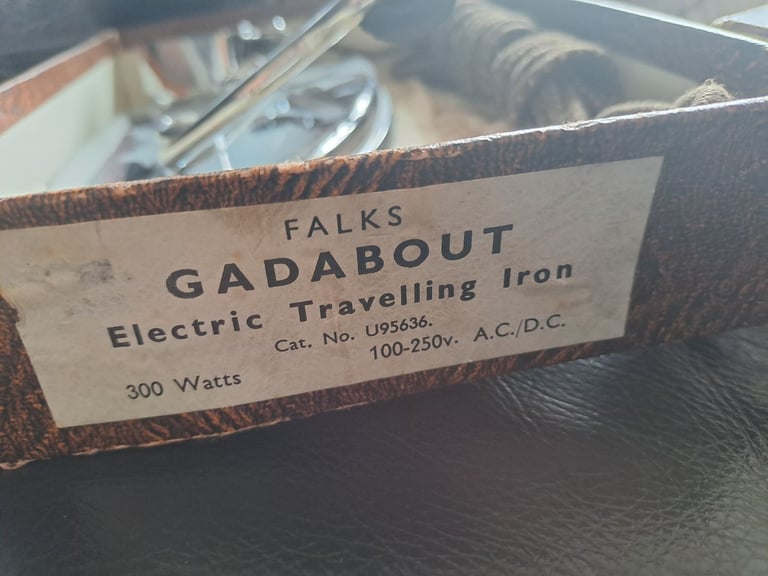 FALKS
GADABOUT
Electric Travelling Iron
Cat. No. U95636.
300 Watts 100-250v. A.C./D.C.